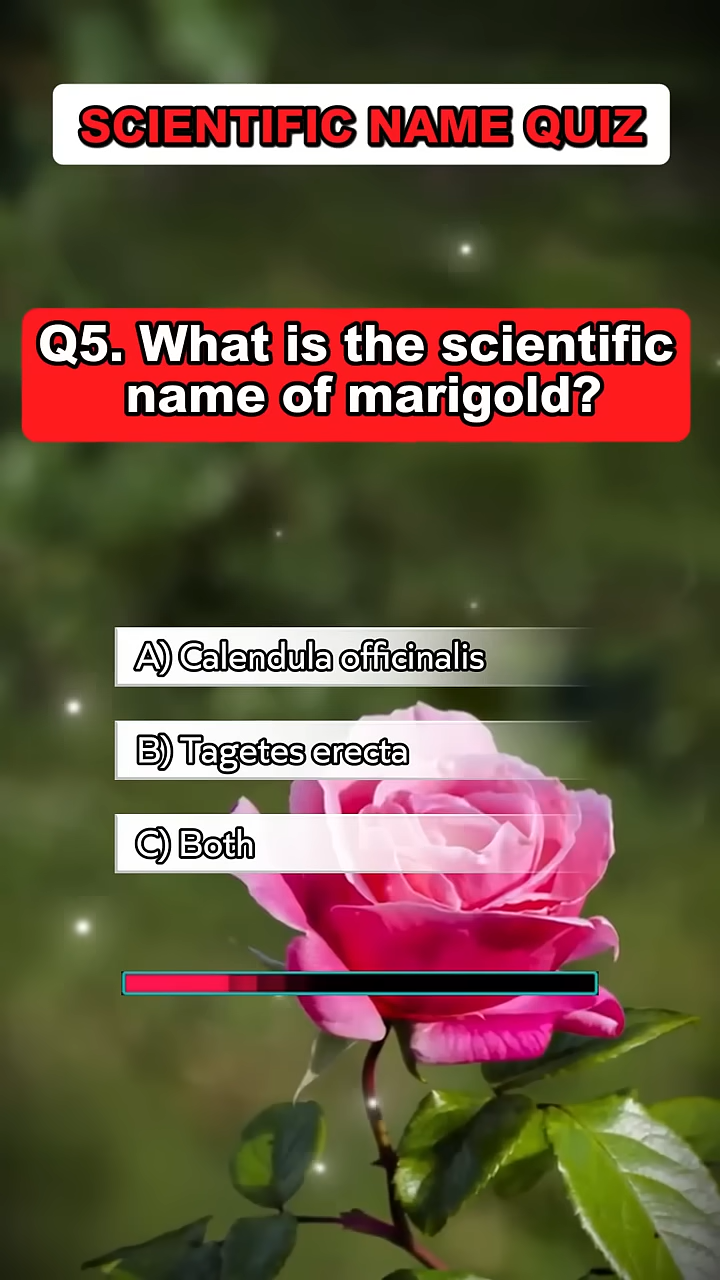 SCIENTIFIC NAME QUIZ
Q5. What is the scientific
name of marigold?
A) Calendula officinalis
B) Tagetes erecta
C) Both